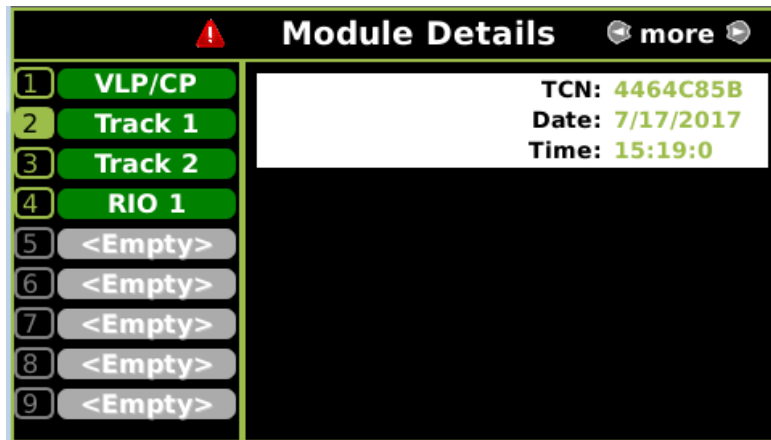 Module Details more
1 VLP/CP
2 Track 1
3 Track 2
4 RIO 1
5 <Empty>
6 <Empty>
7 <Empty>
8 <Empty>
9 <Empty>
TCN: 4464C85B
Date: 7/17/2017
Time: 15:19:0